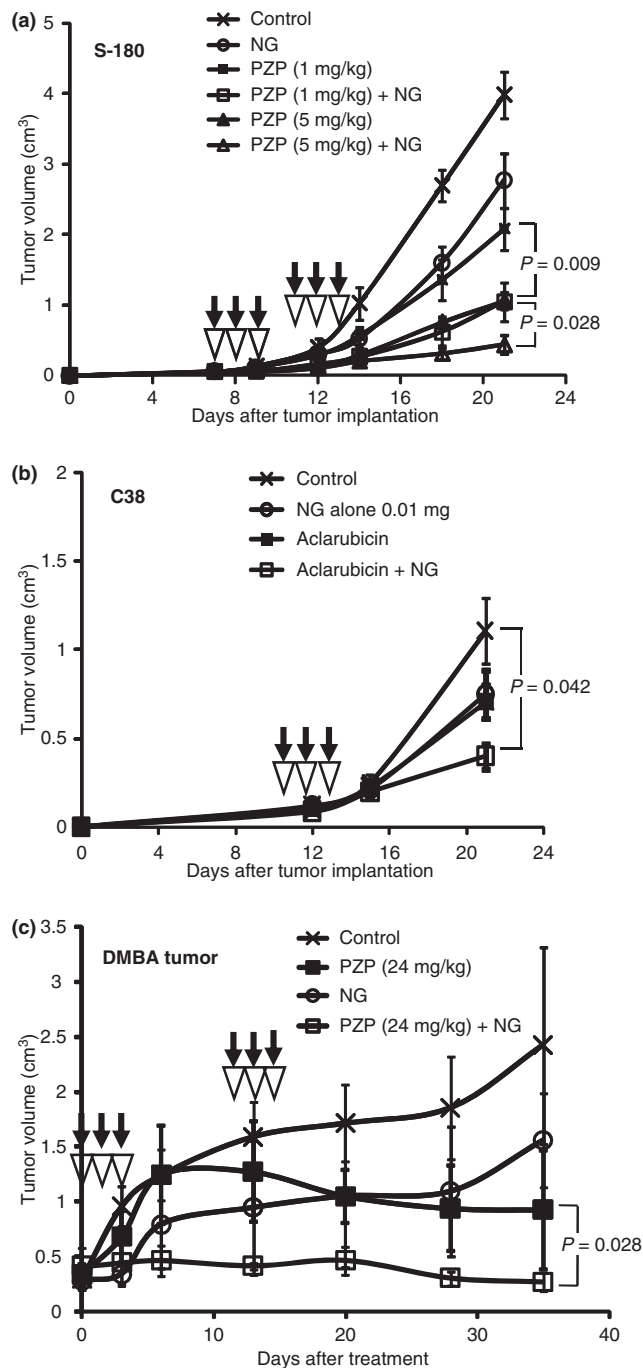 (a)
S-180
Control
NG
PZP (1 mg/kg)
PZP (1 mg/kg) + NG
PZP (5 mg/kg)
PZP (5 mg/kg) + NG
Tumor volume (cm³)
5
4
3
2
1
0
P = 0.009
P = 0.028
0 4 8 12 16 20 24
Days after tumor implantation
(b)
C38
Control
NG alone 0.01 mg
Aclarubicin
Aclarubicin + NG
Tumor volume (cm³)
2
1.5
1
0.5
0
P = 0.042
0 4 8 12 16 20 24
Days after tumor implantation
(c)
DMBA tumor
Control
PZP (24 mg/kg)
NG
PZP (24 mg/kg) + NG
Tumor volume (cm³)
3.5
3
2.5
2
1.5
1
0.5
0
P = 0.028
0 10 20 30 40
Days after treatment